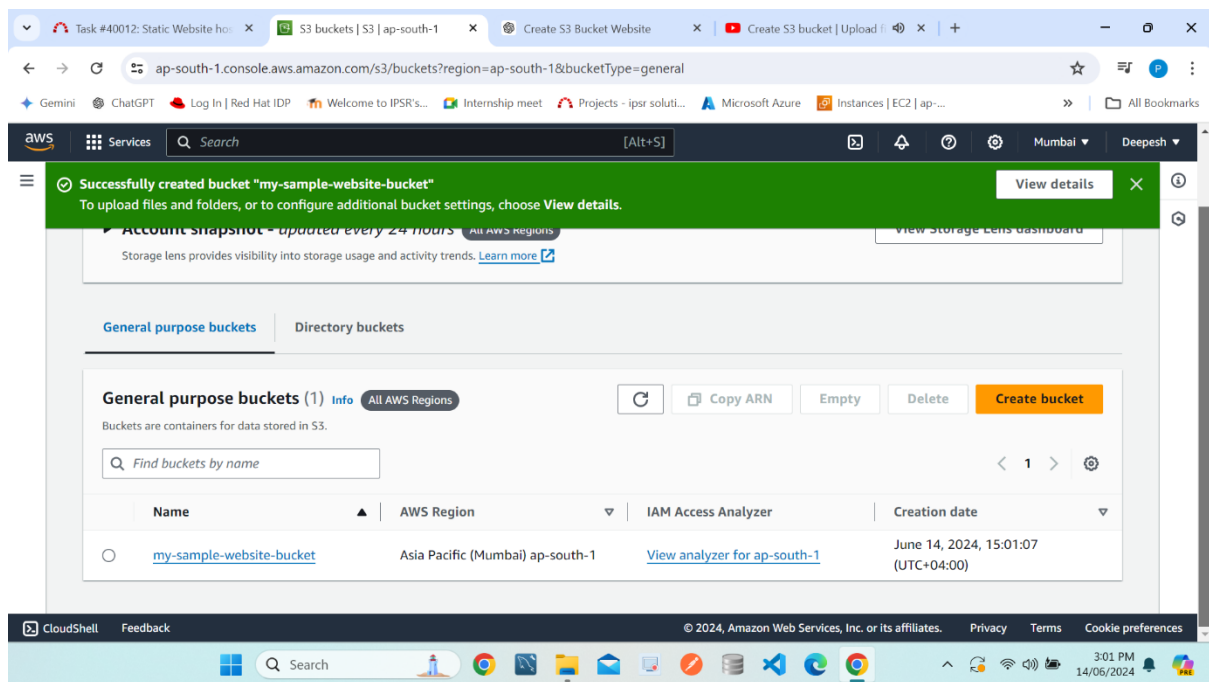 Task #40012: Static Website hos
S3 buckets | S3 | ap-south-1
Create S3 Bucket Website
Create S3 bucket | Upload fi
ap-south-1.console.aws.amazon.com/s3/buckets?region=ap-south-1&bucketType=general
P
Gemini
ChatGPT
Log In | Red Hat IDP
Welcome to IPSR's...
Internship meet
Projects - ipsr soluti...
Microsoft Azure
Instances | EC2 | ap-...
»
All Bookmarks
aws
Services
Search
[Alt+S]
Mumbai
Deepesh
Successfully created bucket "my-sample-website-bucket"
To upload files and folders, or to configure additional bucket settings, choose View details.
View details
Account snapshot - updated every 24 hours
All AWS Regions
View Storage Lens dashboard
Storage lens provides visibility into storage usage and activity trends. Learn more
General purpose buckets
Directory buckets
General purpose buckets (1) Info
All AWS Regions
Copy ARN
Empty
Delete
Create bucket
Buckets are containers for data stored in S3.
Find buckets by name
1
Name
AWS Region
IAM Access Analyzer
Creation date
my-sample-website-bucket
Asia Pacific (Mumbai) ap-south-1
View analyzer for ap-south-1
June 14, 2024, 15:01:07
(UTC+04:00)
CloudShell
Feedback
© 2024, Amazon Web Services, Inc. or its affiliates.
Privacy
Terms
Cookie preferences
Search
3:01 PM
14/06/2024
PRE